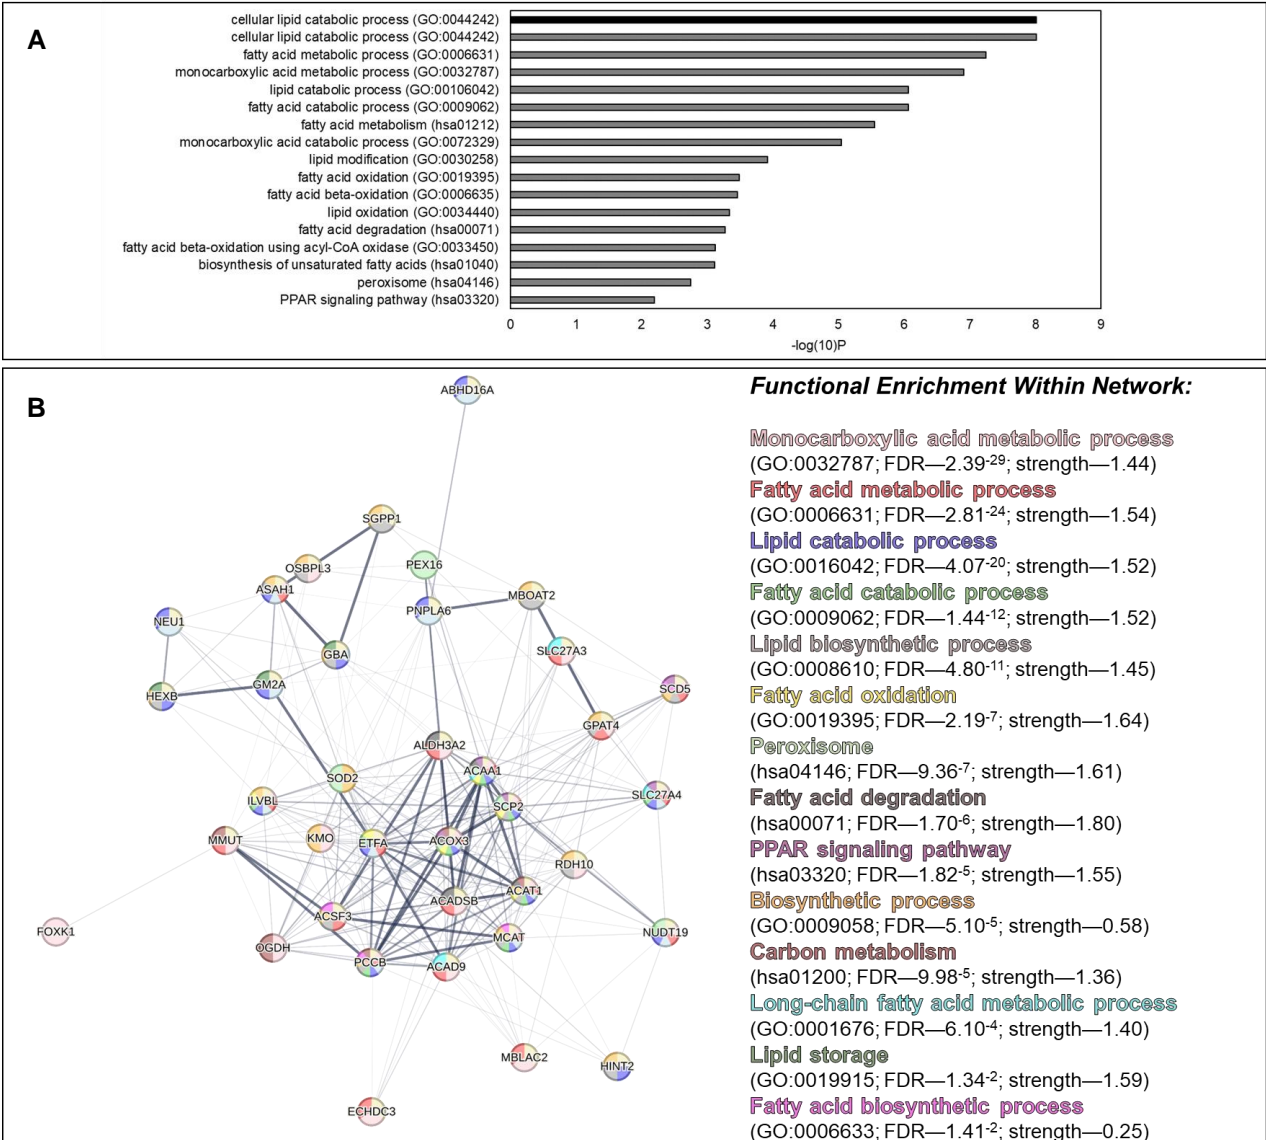 A
cellular lipid catabolic process (GO:0044242)
cellular lipid catabolic process (GO:0044242)
fatty acid metabolic process (GO:0006631)
monocarboxylic acid metabolic process (GO:0032787)
lipid catabolic process (GO:00106042)
fatty acid catabolic process (GO:0009062)
fatty acid metabolism (hsa01212)
monocarboxylic acid catabolic process (GO:0072329)
lipid modification (GO:0030258)
fatty acid oxidation (GO:0019395)
fatty acid beta-oxidation (GO:0006635)
lipid oxidation (GO:0034440)
fatty acid degradation (hsa00071)
fatty acid beta-oxidation using acyl-CoA oxidase (GO:0033450)
biosynthesis of unsaturated fatty acids (hsa01040)
peroxisome (hsa04146)
PPAR signaling pathway (hsa03320)
0 1 2 3 4 5 6 7 8 9
-log(10)P
B
ABHD16A
SGPP1
OSBPL3
PEX16
ASAH1
MBOAT2
PNPLA6
NEU1
GBA
SLC27A3
GM2A
HEXB
SCD5
GPAT4
ALDH3A2
ACAA1
SOD2
SLC27A4
ILVBL
SCP2
MMUT
KMO
ETFA
ACOX3
RDH10
ACAT1
ACADSB
ACSF3
FOXK1
NUDT19
MCAT
OGDH
PCCB
ACAD9
MBLAC2
HINT2
ECHDC3
Functional Enrichment Within Network:
Monocarboxylic acid metabolic process
(GO:0032787; FDR—2.39-29; strength—1.44)
Fatty acid metabolic process
(GO:0006631; FDR—2.81-24; strength—1.54)
Lipid catabolic process
(GO:0016042; FDR—4.07-20; strength—1.52)
Fatty acid catabolic process
(GO:0009062; FDR—1.44-12; strength—1.52)
Lipid biosynthetic process
(GO:0008610; FDR—4.80-11; strength—1.45)
Fatty acid oxidation
(GO:0019395; FDR—2.19-7; strength—1.64)
Peroxisome
(hsa04146; FDR—9.36-7; strength—1.61)
Fatty acid degradation
(hsa00071; FDR—1.70-6; strength—1.80)
PPAR signaling pathway
(hsa03320; FDR—1.82-5; strength—1.55)
Biosynthetic process
(GO:0009058; FDR—5.10-5; strength—0.58)
Carbon metabolism
(hsa01200; FDR—9.98-5; strength—1.36)
Long-chain fatty acid metabolic process
(GO:0001676; FDR—6.10-4; strength—1.40)
Lipid storage
(GO:0019915; FDR—1.34-2; strength—1.59)
Fatty acid biosynthetic process
(GO:0006633; FDR—1.41-2; strength—0.25)